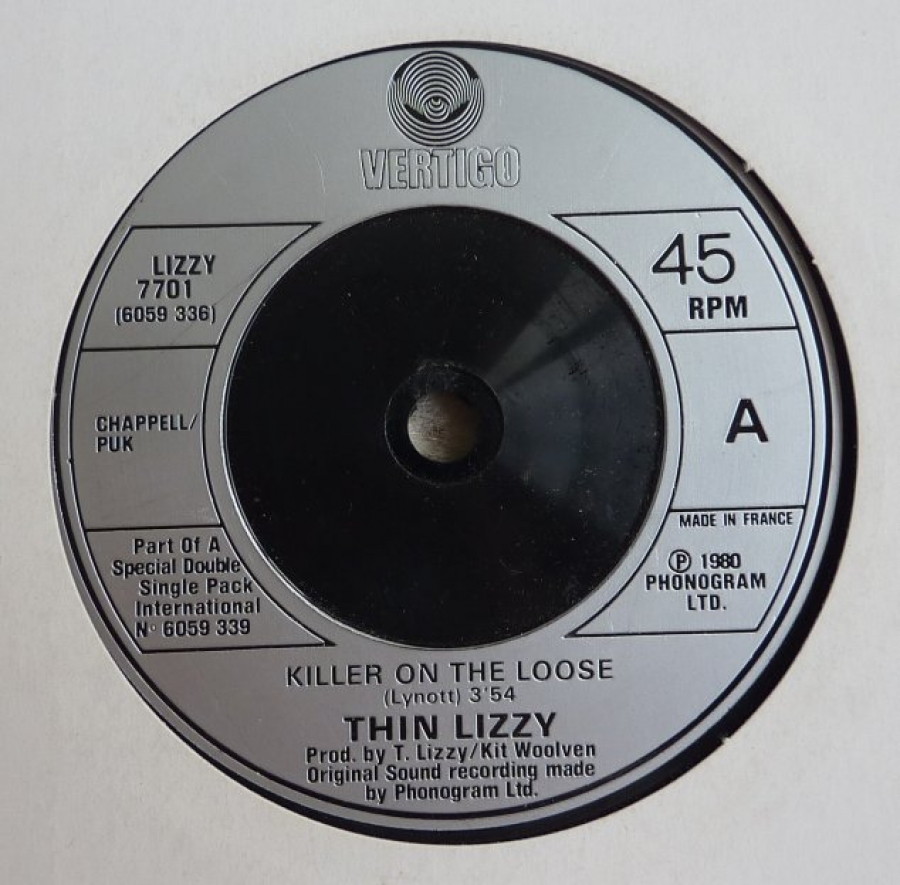 VERTIGO
LIZZY
7701
(6059 336)
45
RPM
CHAPPELL/
PUK
A
MADE IN FRANCE
Part Of A
Special Double
Single Pack
International
Nº 6059 339
℗ 1980
PHONOGRAM
LTD.
KILLER ON THE LOOSE
(Lynott) 3'54
THIN LIZZY
Prod. by T. Lizzy/Kit Woolven
Original Sound recording made
by Phonogram Ltd.